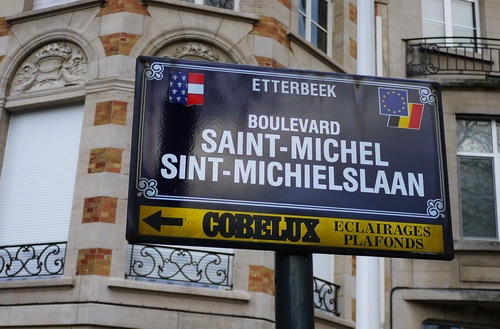 ETTERBEEK
BOULEVARD
SAINT-MICHEL
SINT-MICHIELSLAAN
COBELUX
ECLAIRAGES
PLAFONDS